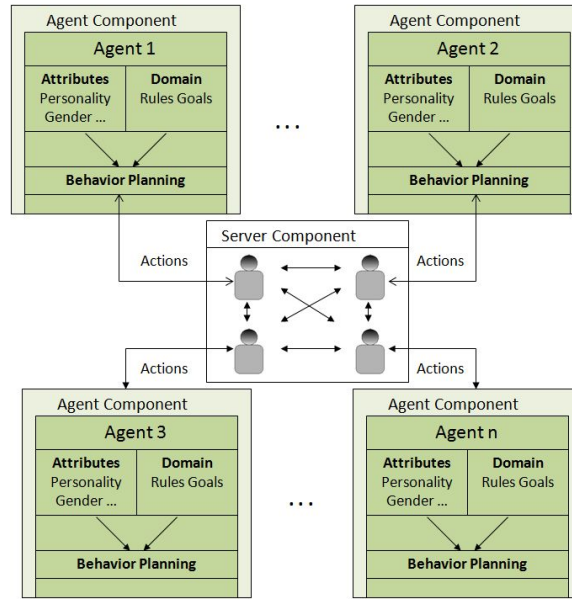 Agent Component
Agent 1
Attributes
Personality
Gender ...
Domain
Rules Goals
Behavior Planning
...
Agent Component
Agent 2
Attributes
Personality
Gender ...
Domain
Rules Goals
Behavior Planning
Server Component
Actions
Actions
Actions
Actions
Agent Component
Agent 3
Attributes
Personality
Gender ...
Domain
Rules Goals
Behavior Planning
...
Agent Component
Agent n
Attributes
Personality
Gender ...
Domain
Rules Goals
Behavior Planning